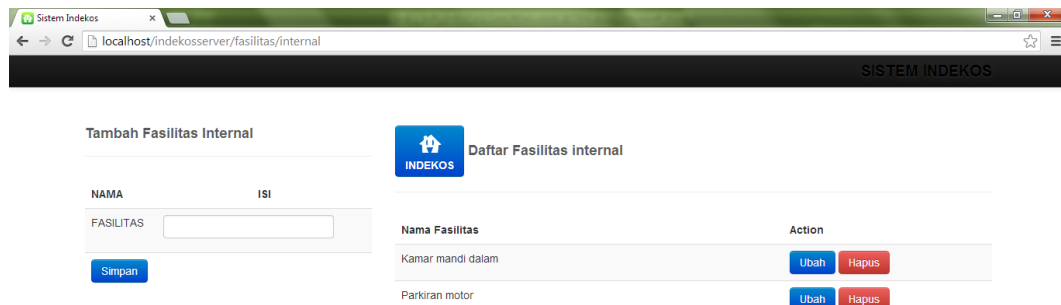 Sistem Indekos
localhost/indekosserver/fasilitas/internal
SISTEM INDEKOS
Tambah Fasilitas Internal
NAMA ISI
FASILITAS
Simpan
INDEKOS
Daftar Fasilitas internal
Nama Fasilitas Action
Kamar mandi dalam Ubah Hapus
Parkiran motor Ubah Hapus